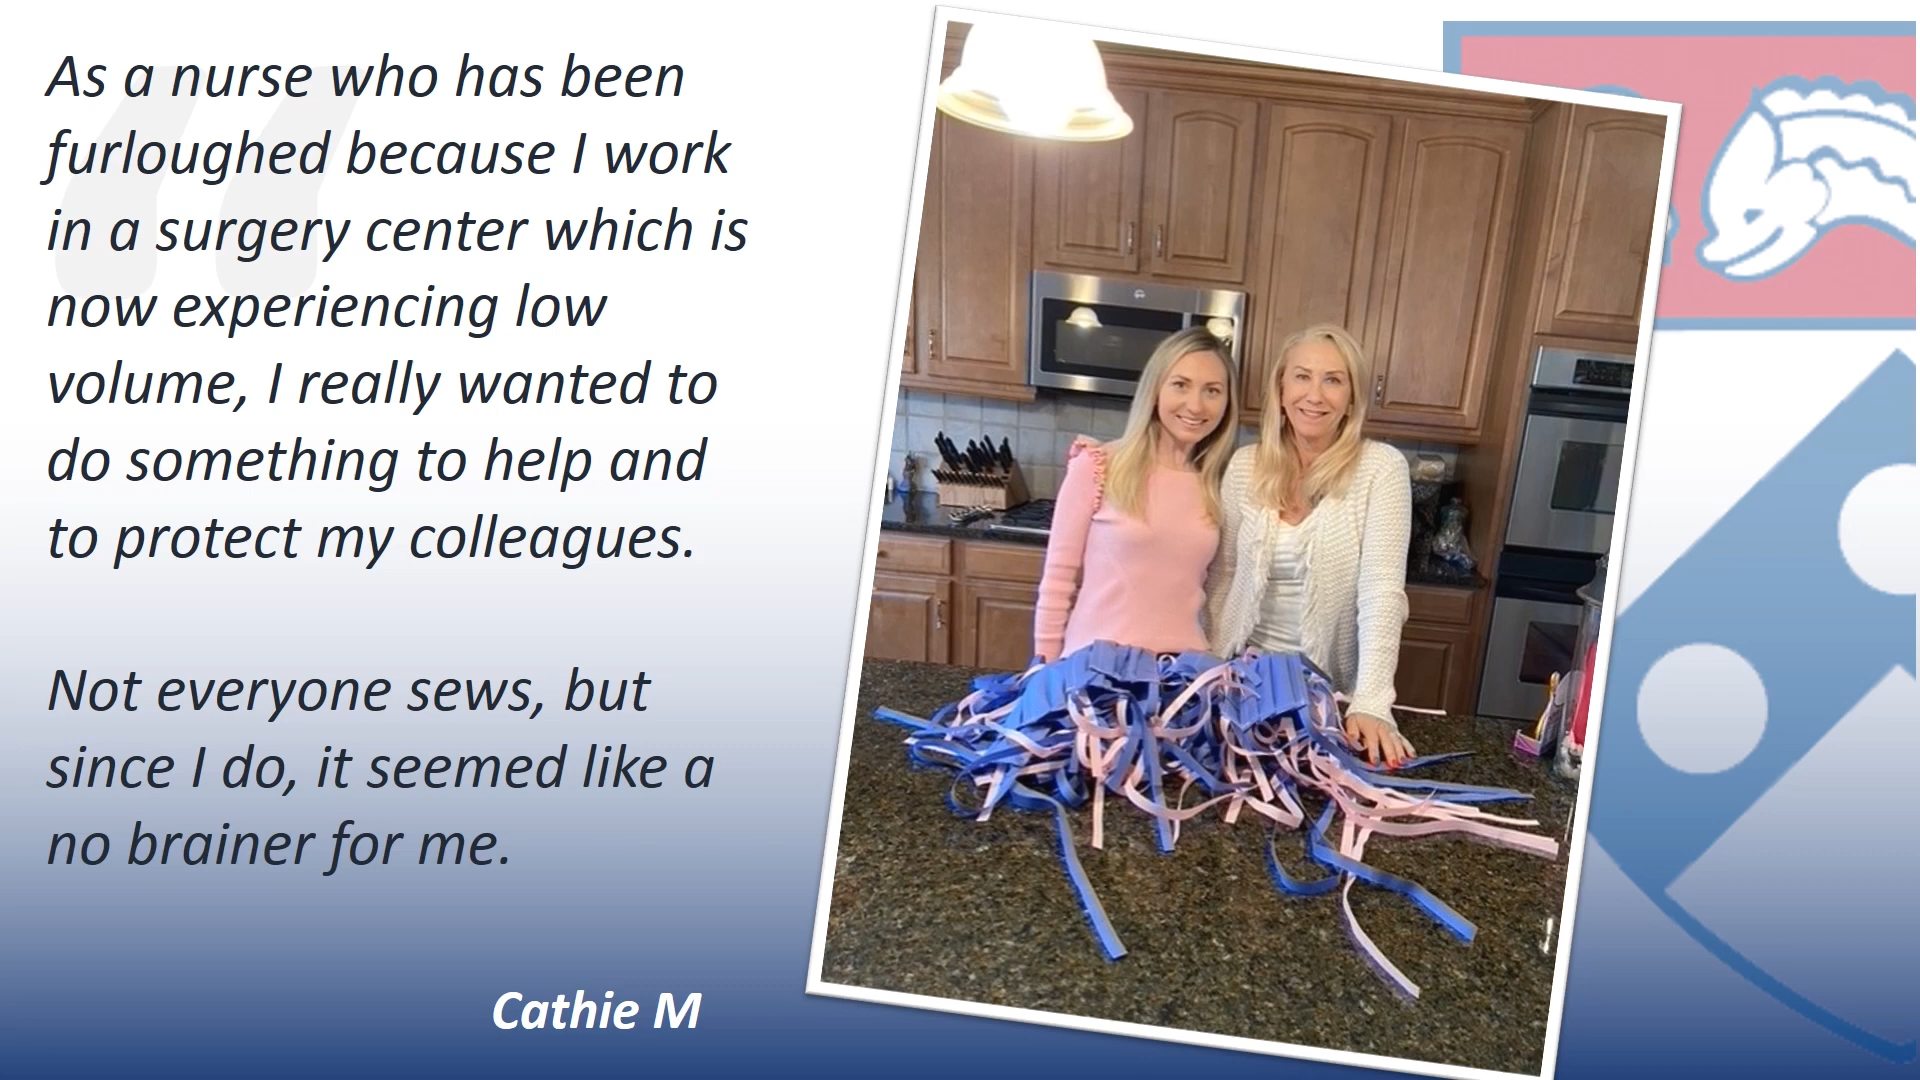 As a nurse who has been
furloughed because I work
in a surgery center which is
now experiencing low
volume, I really wanted to
do something to help and
to protect my colleagues.
Not everyone sews, but
since I do, it seemed like a
no brainer for me.
Cathie M